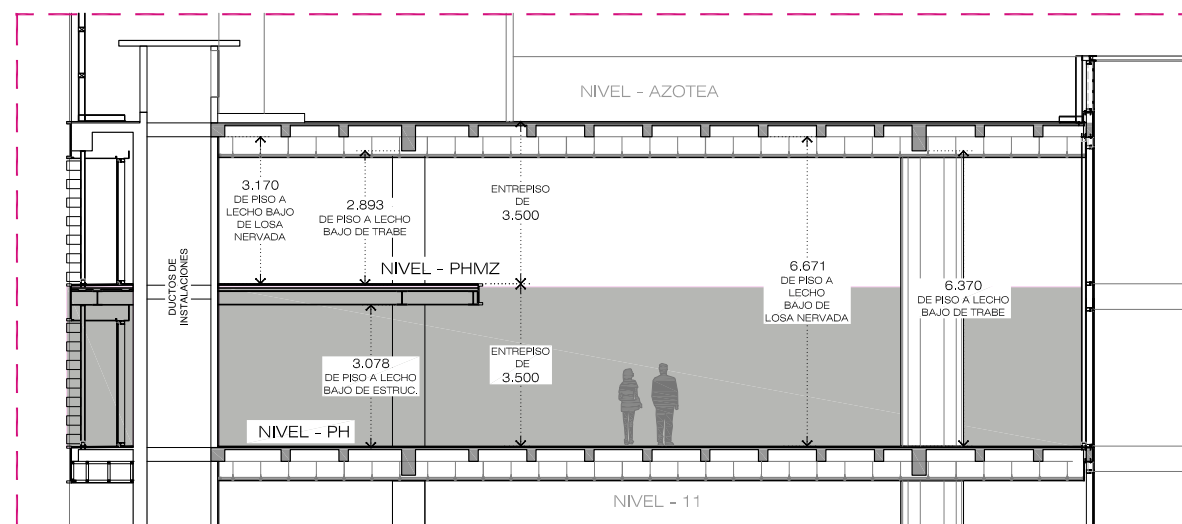 NIVEL - AZOTEA
3.170
DE PISO A
LECHO BAJO
DE LOSA
NERVADA
2.893
DE PISO A LECHO
BAJO DE TRABE
ENTREPISO
DE
3.500
DUCTOS DE
INSTALACIONES
NIVEL - PHMZ
6.671
DE PISO A
LECHO
BAJO DE
LOSA NERVADA
6.370
DE PISO A LECHO
BAJO DE TRABE
3.078
DE PISO A LECHO
BAJO DE ESTRUC.
ENTREPISO
DE
3.500
NIVEL - PH
NIVEL - 11